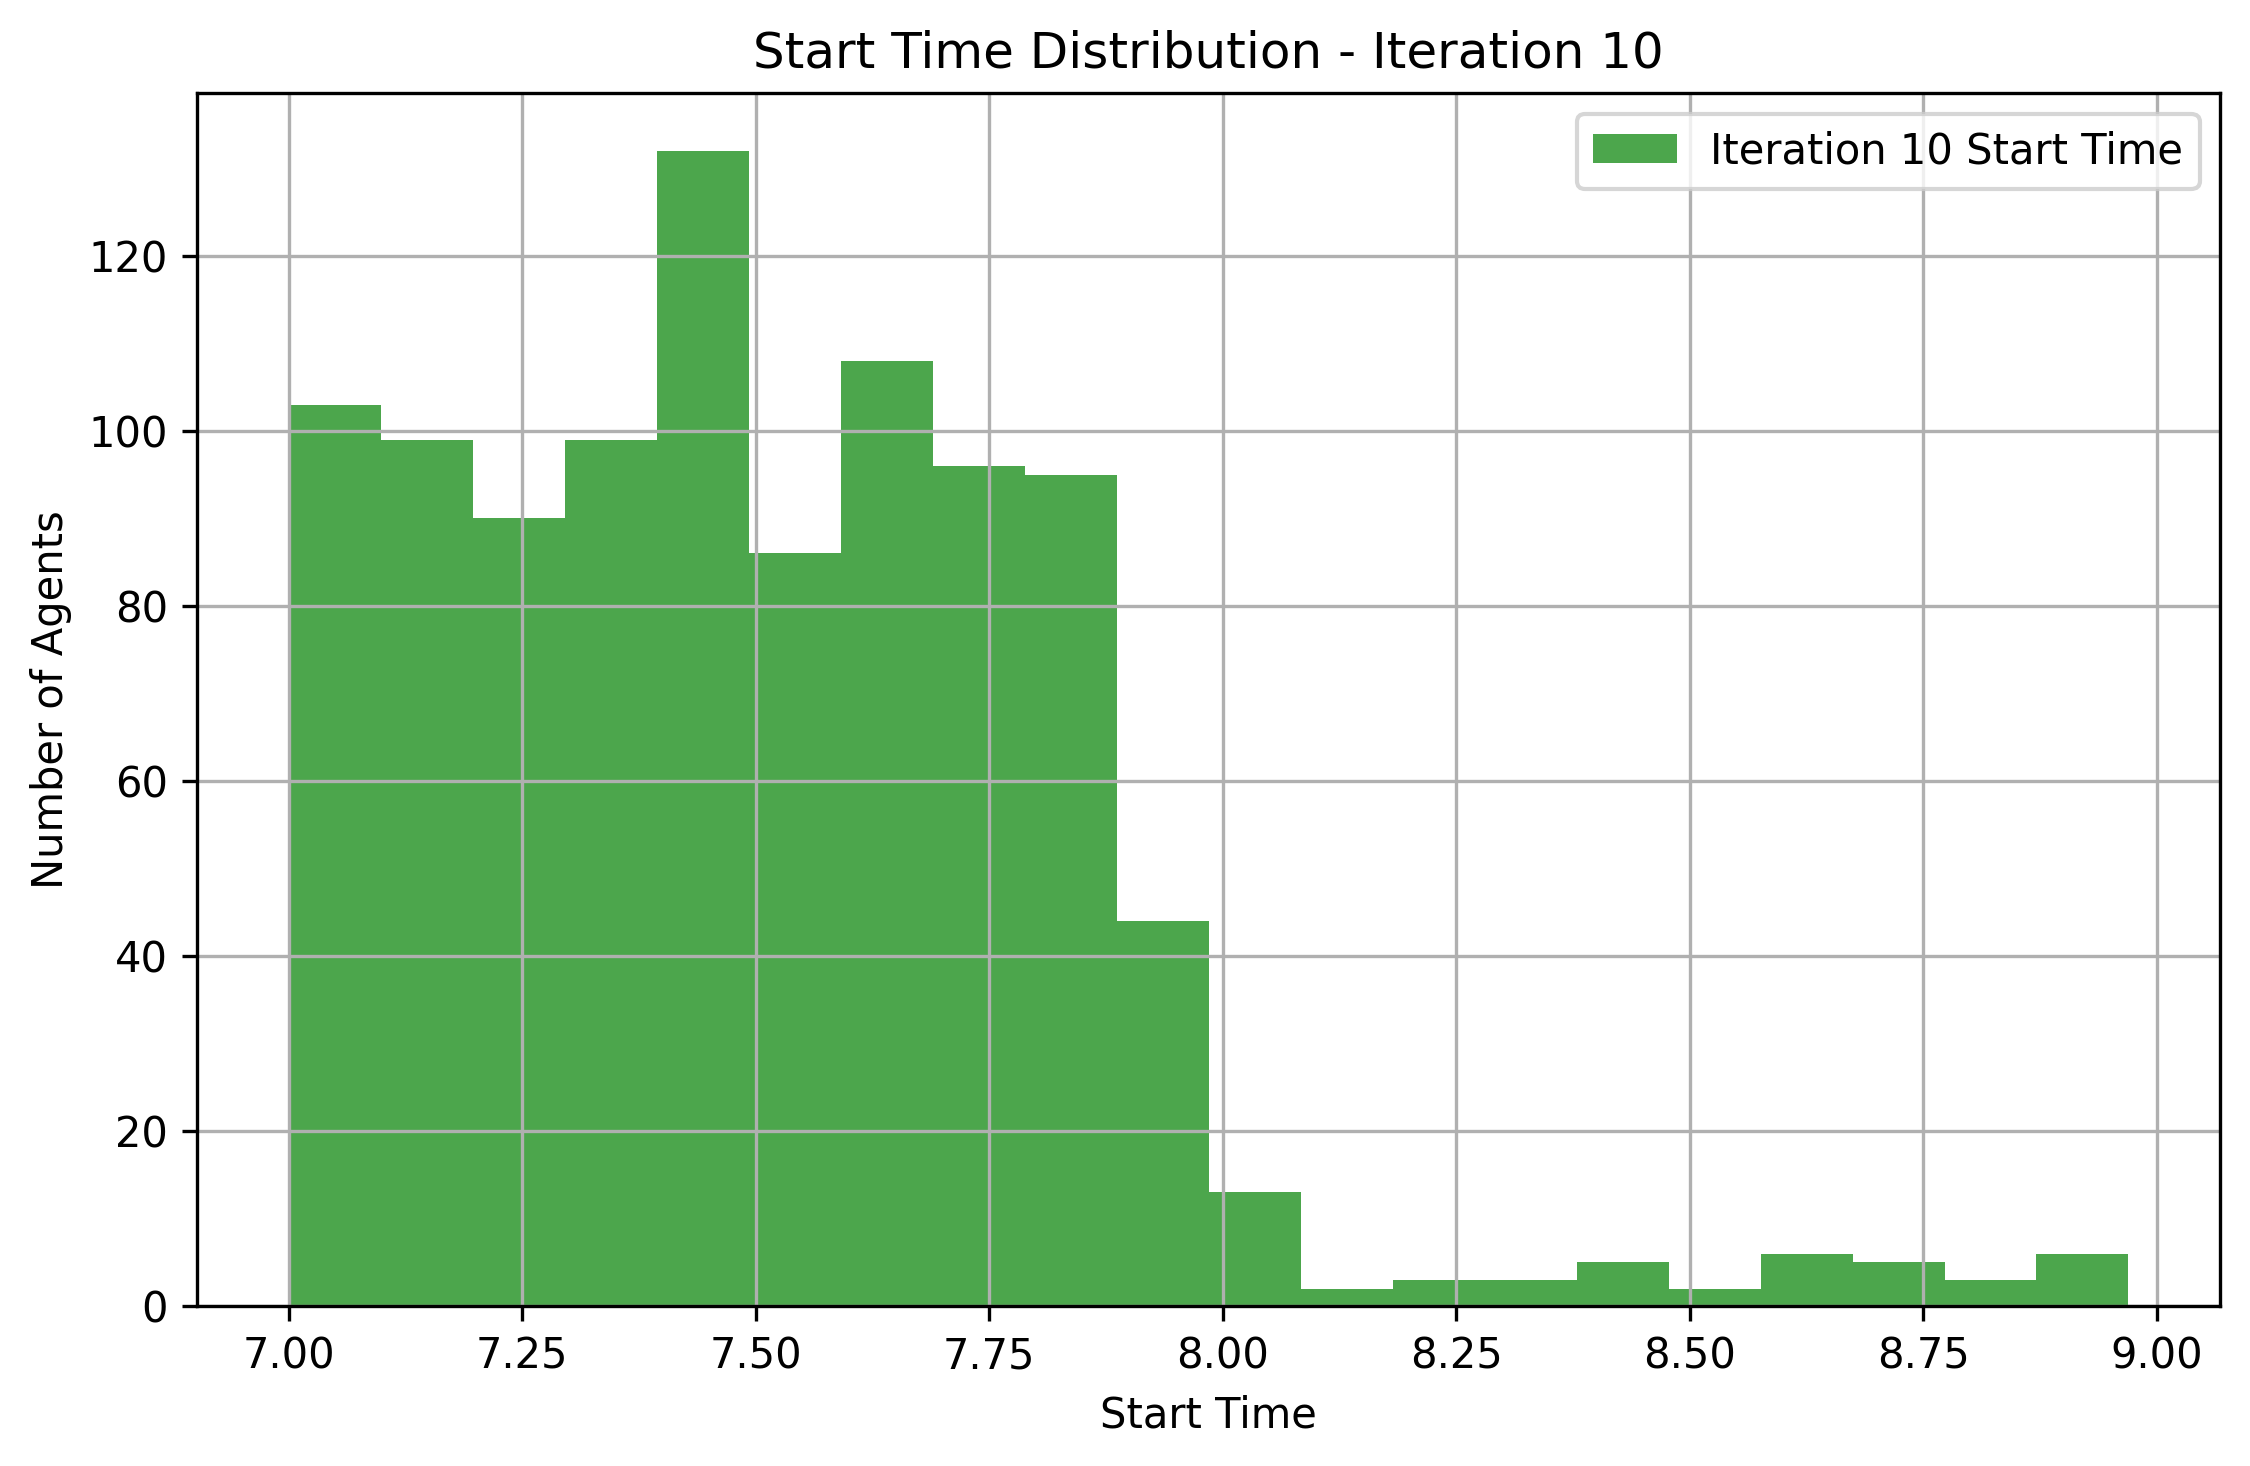 Start Time Distribution - Iteration 10
Iteration 10 Start Time
120
100
80
60
40
20
0
Number of Agents
7.00 7.25 7.50 7.75 8.00 8.25 8.50 8.75 9.00
Start Time